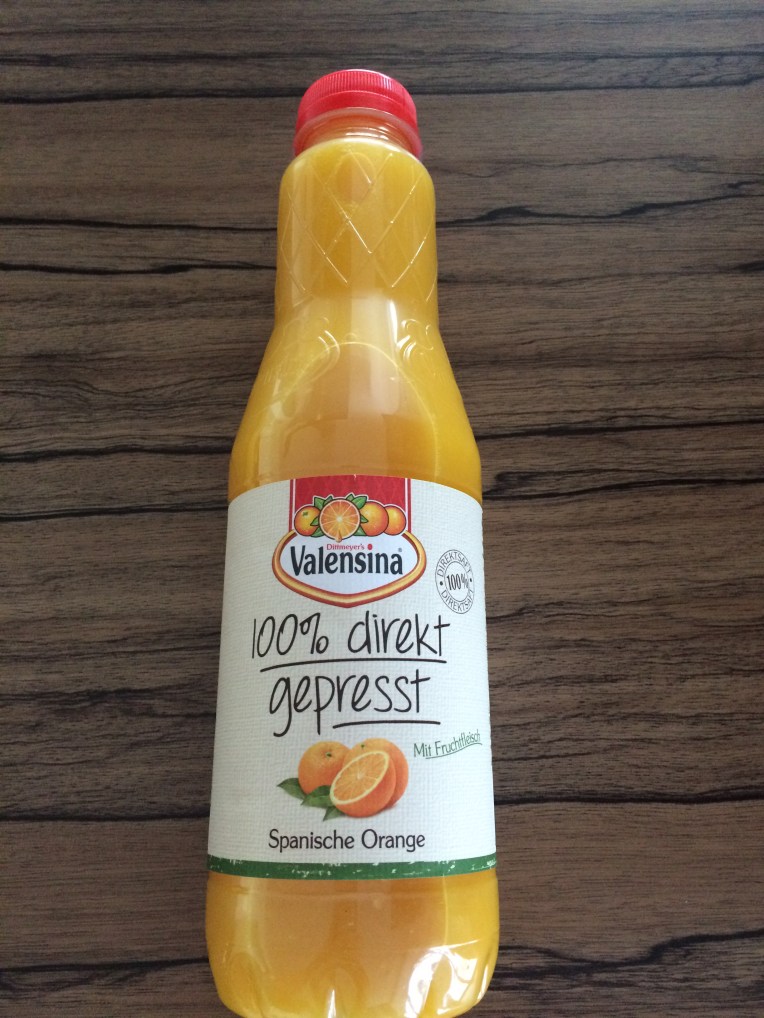 Dittmeyer's
Valensina®
DIREKTSAFT
100%
DIREKTSAFT
100% direkt
gepresst
Mit Fruchtfleisch
Spanische Orange